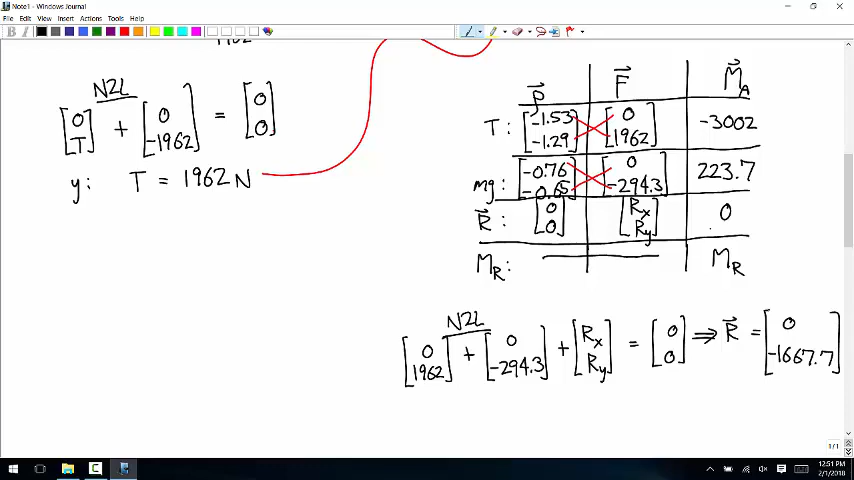 Note1 - Windows Journal
File Edit View Insert Actions Tools Help
N2L
[0 T] + [0 -1962] = [0 0]
y: T = 1962 N
p⃗ F⃗ M⃗_A
T: [-1.53 -1.29] [0 1962] -3002
mg: [-0.76 -0.65] [0 -294.3] 223.7
R⃗: [0 0] [Rx Ry] 0
M_R: M_R
N2L
[0 1962] + [0 -294.3] + [Rx Ry] = [0 0] ⇒ R⃗ = [0 -1667.7]
1/1
12:51 PM
2/1/2018